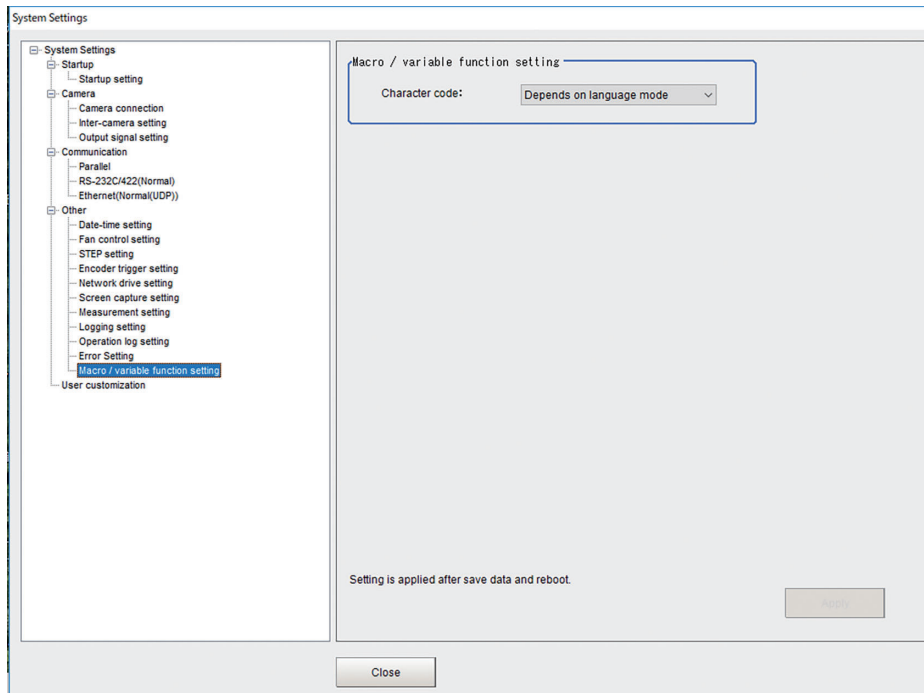 System Settings
System Settings
Startup
Startup setting
Camera
Camera connection
Inter-camera setting
Output signal setting
Communication
Parallel
RS-232C/422(Normal)
Ethernet(Normal(UDP))
Other
Date-time setting
Fan control setting
STEP setting
Encoder trigger setting
Network drive setting
Screen capture setting
Measurement setting
Logging setting
Operation log setting
Error Setting
Macro / variable function setting
User customization
Macro / variable function setting
Character code:
Depends on language mode
Setting is applied after save data and reboot.
Apply
Close